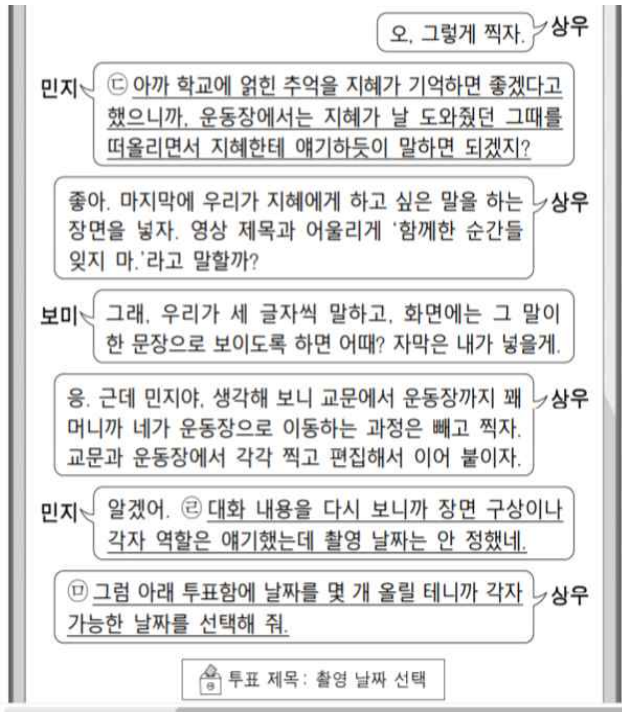 오, 그렇게 찍자.
상우
민지
㉢ 아까 학교에 얽힌 추억을 지혜가 기억하면 좋겠다고
했으니까, 운동장에서는 지혜가 날 도와줬던 그때를
떠올리면서 지혜한테 얘기하듯이 말하면 되겠지?
좋아. 마지막에 우리가 지혜에게 하고 싶은 말을 하는
장면을 넣자. 영상 제목과 어울리게 ‘함께한 순간들
잊지 마.’라고 말할까?
상우
보미
그래, 우리가 세 글자씩 말하고, 화면에는 그 말이
한 문장으로 보이도록 하면 어때? 자막은 내가 넣을게.
응. 근데 민지야, 생각해 보니 교문에서 운동장까지 꽤
머니까 네가 운동장으로 이동하는 과정은 빼고 찍자.
교문과 운동장에서 각각 찍고 편집해서 이어 붙이자.
상우
민지
알겠어. ㉣ 대화 내용을 다시 보니까 장면 구상이나
각자 역할은 얘기했는데 촬영 날짜는 안 정했네.
㉤ 그럼 아래 투표함에 날짜를 몇 개 올릴 테니까 각자
가능한 날짜를 선택해 줘.
상우
투표 제목: 촬영 날짜 선택